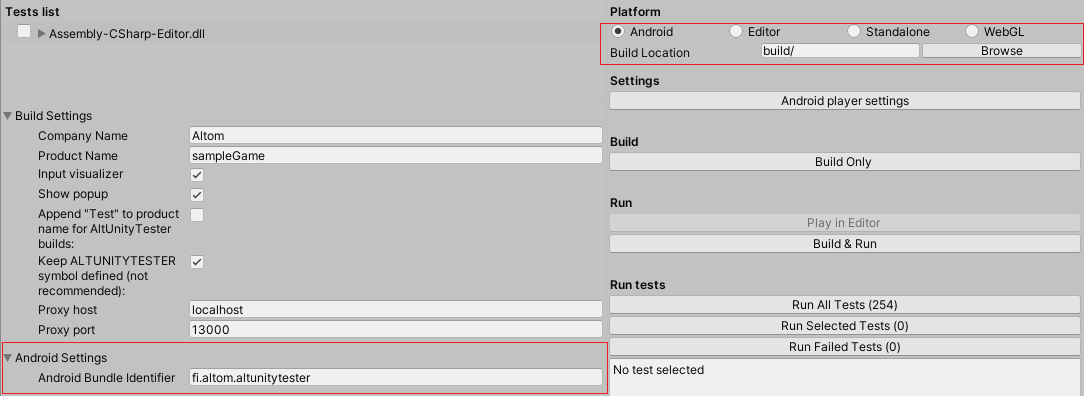 Tests list
Assembly-CSharp-Editor.dll
Build Settings
Company Name Altom
Product Name sampleGame
Input visualizer
Show popup
Append "Test" to product
name for AltUnityTester
builds:
Keep ALTUNITYTESTER
symbol defined (not
recommended):
Proxy host localhost
Proxy port 13000
Android Settings
Android Bundle Identifier fi.altom.altunitytester
Platform
Android Editor Standalone WebGL
Build Location build/ Browse
Settings
Android player settings
Build
Build Only
Run
Play in Editor
Build & Run
Run tests
Run All Tests (254)
Run Selected Tests (0)
Run Failed Tests (0)
No test selected